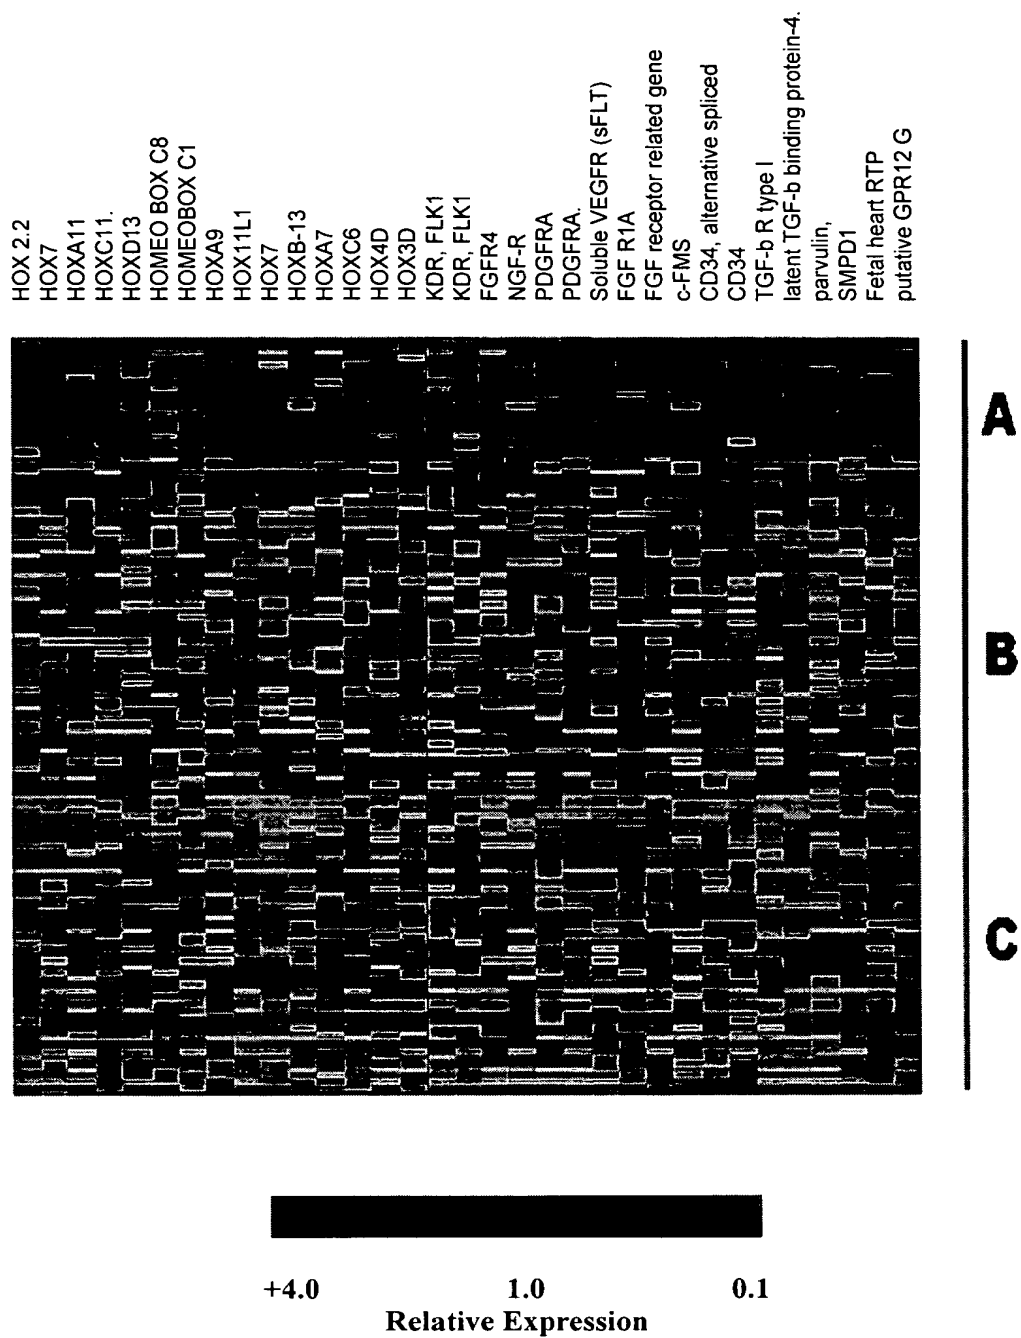 HOX 2.2
HOX7
HOXA11
HOXC11.
HOXD13
HOMEO BOX C8
HOMEOBOX C1
HOXA9
HOX11L1
HOX7
HOXB-13
HOXA7
HOXC6
HOX4D
HOX3D
KDR, FLK1
KDR, FLK1
FGFR4
NGF-R
PDGFRA
PDGFRA.
Soluble VEGFR (sFLT)
FGF R1A
FGF receptor related gene
c-FMS
CD34, alternative spliced
CD34
TGF-b R type I
latent TGF-b binding protein-4.
parvulin,
SMPD1
Fetal heart RTP
putative GPR12 G
A
B
C
+4.0 1.0 0.1
Relative Expression